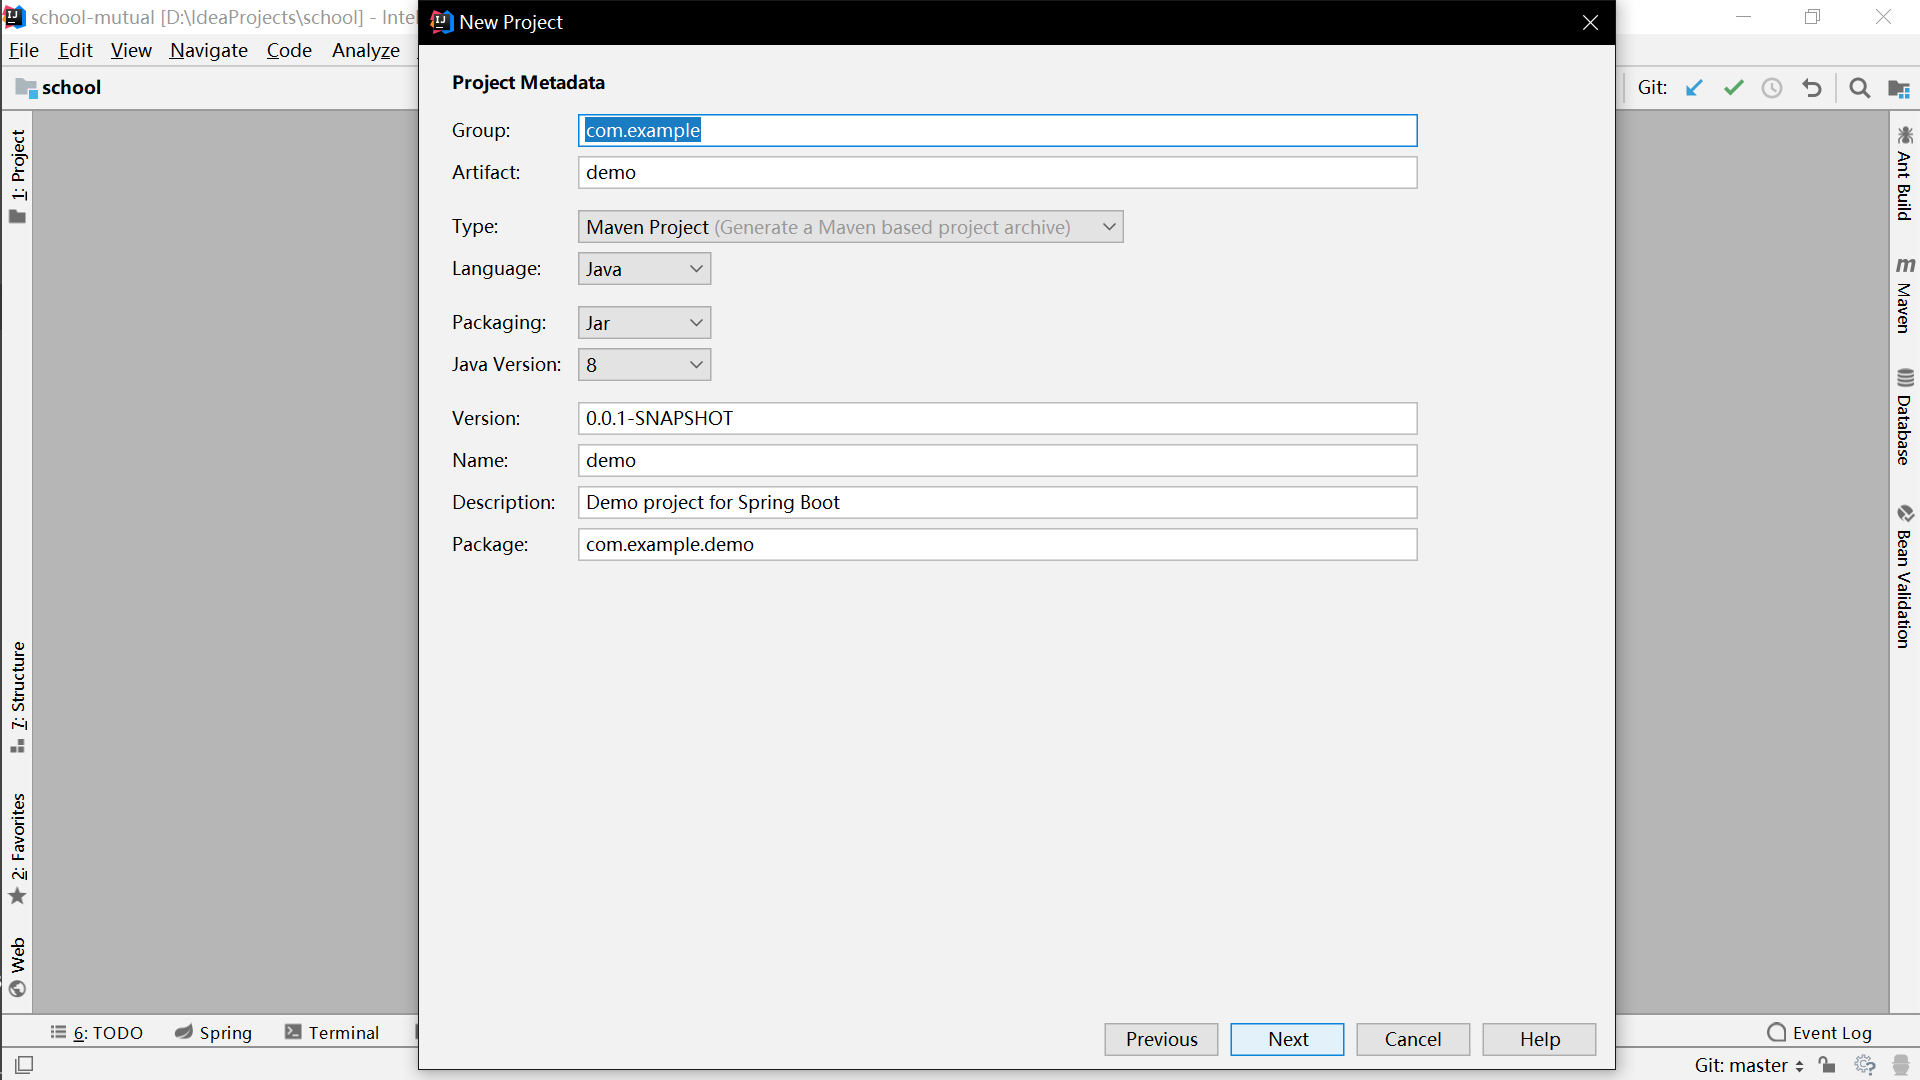 school-mutual [D:\IdeaProjects\school] - Inte
New Project
File Edit View Navigate Code Analyze
school
Git:
Project Metadata
Group: com.example
Artifact: demo
Type: Maven Project (Generate a Maven based project archive)
Language: Java
Packaging: Jar
Java Version: 8
Version: 0.0.1-SNAPSHOT
Name: demo
Description: Demo project for Spring Boot
Package: com.example.demo
1: Project
7: Structure
2: Favorites
Web
Ant Build
Maven
Database
Bean Validation
Previous Next Cancel Help
6: TODO Spring Terminal
Event Log
Git: master